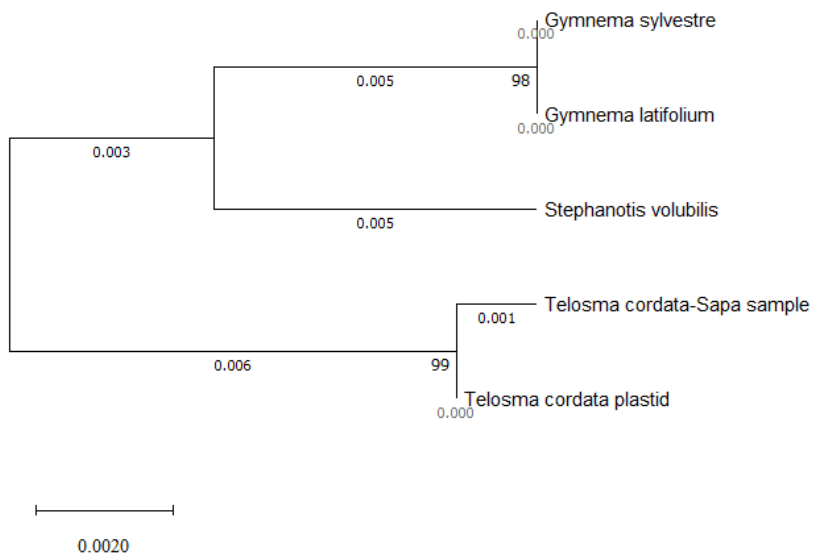 Gymnema sylvestre
0.000
0.005
98
Gymnema latifolium
0.000
0.003
Stephanotis volubilis
0.005
Telosma cordata-Sapa sample
0.001
0.006
99
Telosma cordata plastid
0.000
0.0020